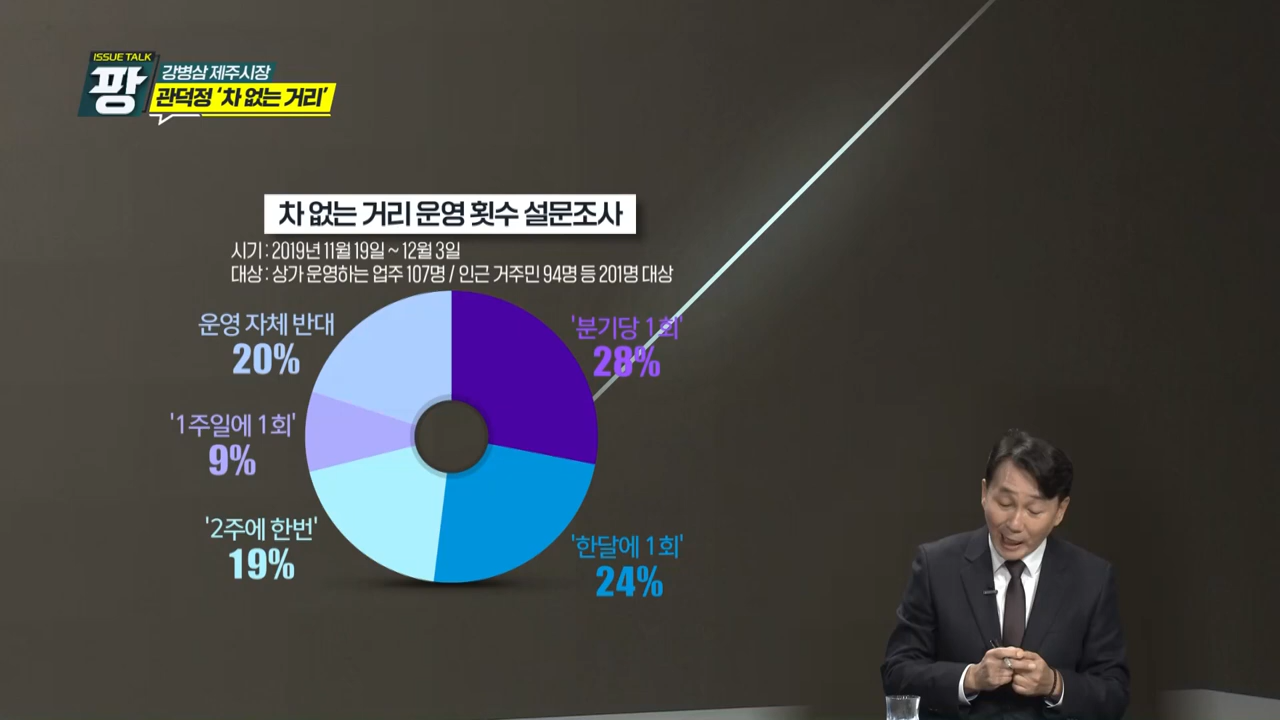 ISSUE TALK
팡
강병삼 제주시장
관덕정 '차 없는 거리'
차 없는 거리 운영 횟수 설문조사
시기 : 2019년 11월 19일 ~ 12월 3일
대상 : 상가 운영하는 업주 107명 / 인근 거주민 94명 등 201명 대상
운영 자체 반대
20%
'분기당 1회'
28%
'1주일에 1회'
9%
'2주에 한번'
19%
'한달에 1회'
24%